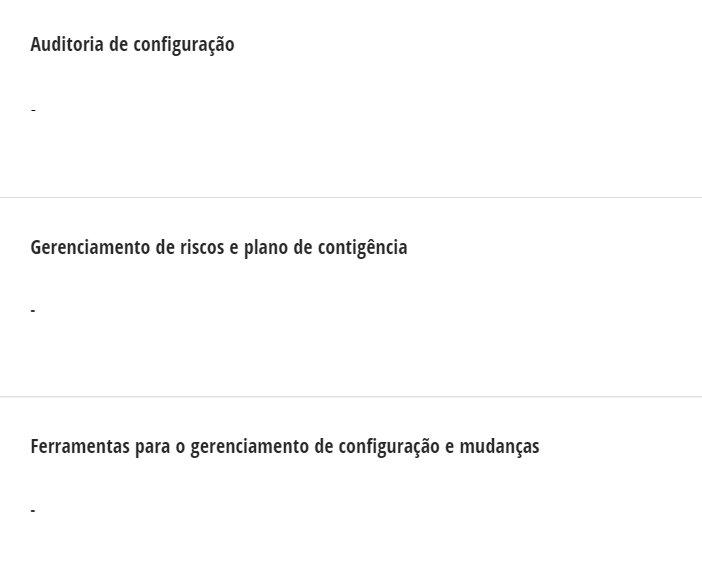 Auditoria de configuração
-
Gerenciamento de riscos e plano de contigência
-
Ferramentas para o gerenciamento de configuração e mudanças
-